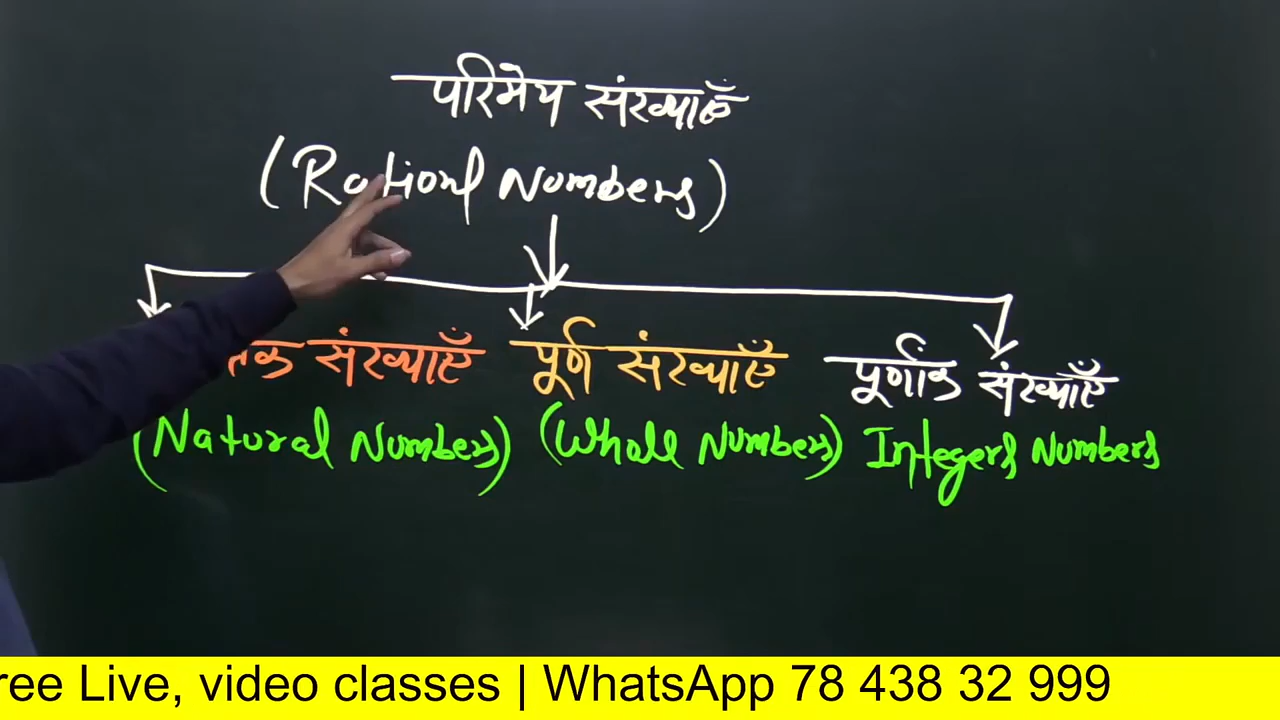 परिमेय संख्याएँ
(Rational Numbers)
संख्याएँ पूर्ण संख्याएँ पूर्णांक संख्याएँ
(Natural Numbers) (Whole Numbers) Integers Numbers
ree Live, video classes | WhatsApp 78 438 32 999